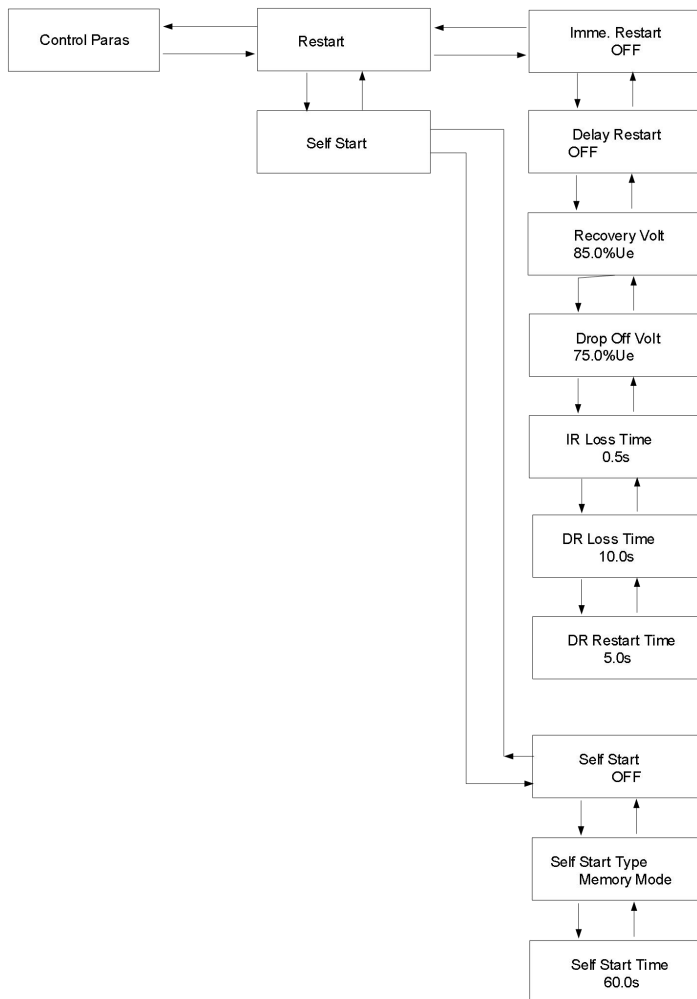 Control Paras
Restart
Imme. Restart
OFF
Self Start
Delay Restart
OFF
Recovery Volt
85.0%Ue
Drop Off Volt
75.0%Ue
IR Loss Time
0.5s
DR Loss Time
10.0s
DR Restart Time
5.0s
Self Start
OFF
Self Start Type
Memory Mode
Self Start Time
60.0s